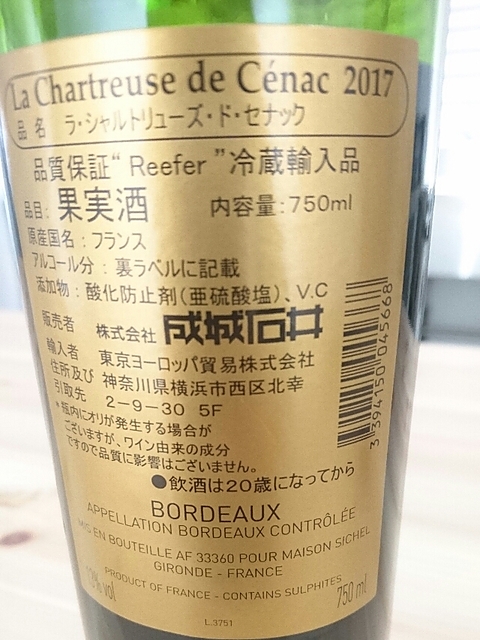 La Chartreuse de Cénac 2017
品 名 ラ・シャルトリューズ・ド・セナック
品質保証“ Reefer ”冷蔵輸入品
品目: 果実酒 内容量:750ml
原産国名 : フランス
アルコール分 : 裏ラベルに記載
添加物 : 酸化防止剤(亜硫酸塩)、V.C
販売者 株式会社 成城石井
輸入者 東京ヨーロッパ貿易株式会社
住所及び 神奈川県横浜市西区北幸
引取先 2-9-30 5F
*瓶内にオリが発生する場合が
ございますが、ワイン由来の成分
ですので品質に影響はございません。
●飲酒は20歳になってから
3 394150 045668
BORDEAUX
APPELLATION BORDEAUX CONTRÔLÉE
MIS EN BOUTEILLE AF 33360 POUR MAISON SICHEL
GIRONDE - FRANCE
PRODUCT OF FRANCE - CONTAINS SULPHITES
% vol 750 ml
L.3751